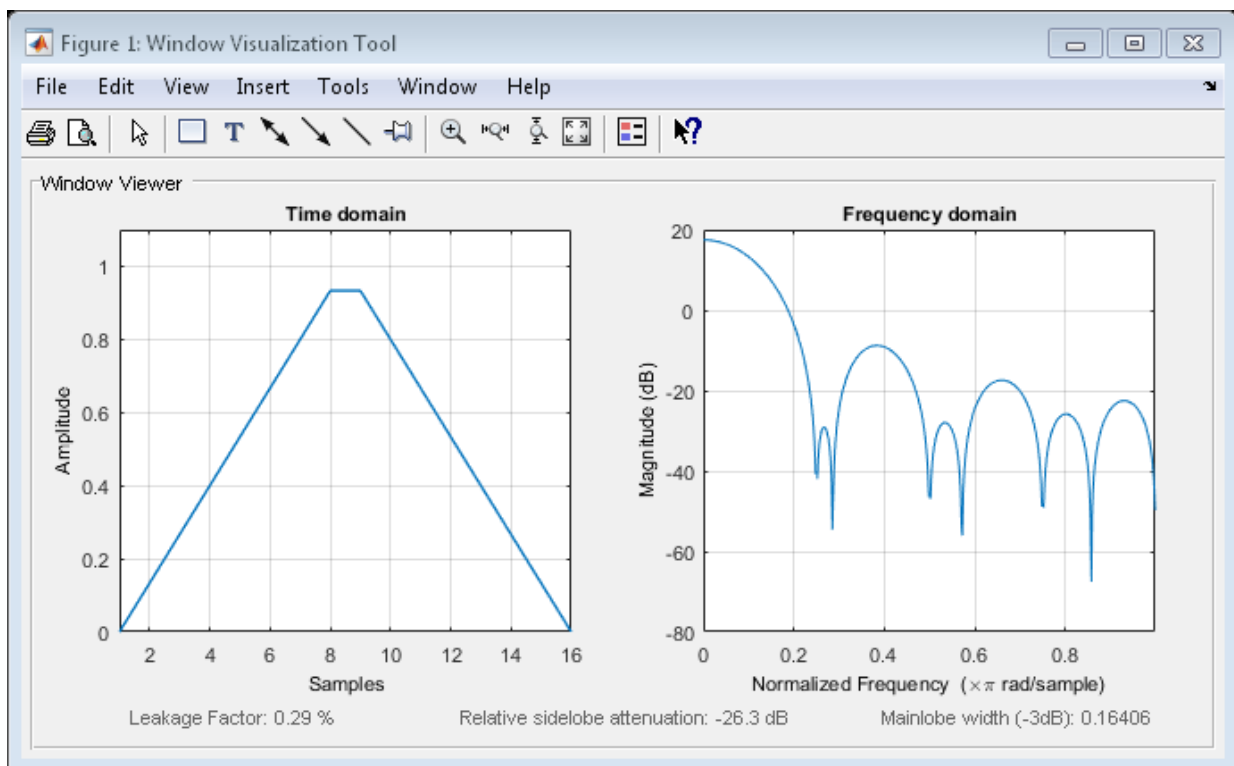 Figure 1: Window Visualization Tool
File Edit View Insert Tools Window Help
T
?
Window Viewer
Time domain
1
0.8
0.6
0.4
0.2
0
Amplitude
2 4 6 8 10 12 14 16
Samples
Frequency domain
20
0
-20
-40
-60
-80
Magnitude (dB)
0 0.2 0.4 0.6 0.8
Normalized Frequency (×π rad/sample)
Leakage Factor: 0.29 % Relative sidelobe attenuation: -26.3 dB Mainlobe width (-3dB): 0.16406